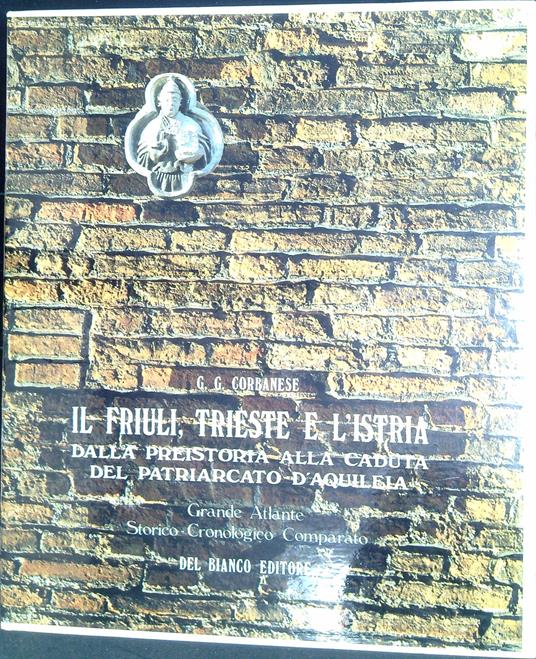 G. G. CORBANESE
IL FRIULI, TRIESTE E L'ISTRIA
DALLA PREISTORIA ALLA CADUTA
DEL PATRIARCATO D'AQUILEIA
Grande Atlante
Storico-Cronologico Comparato
DEL BIANCO EDITORE